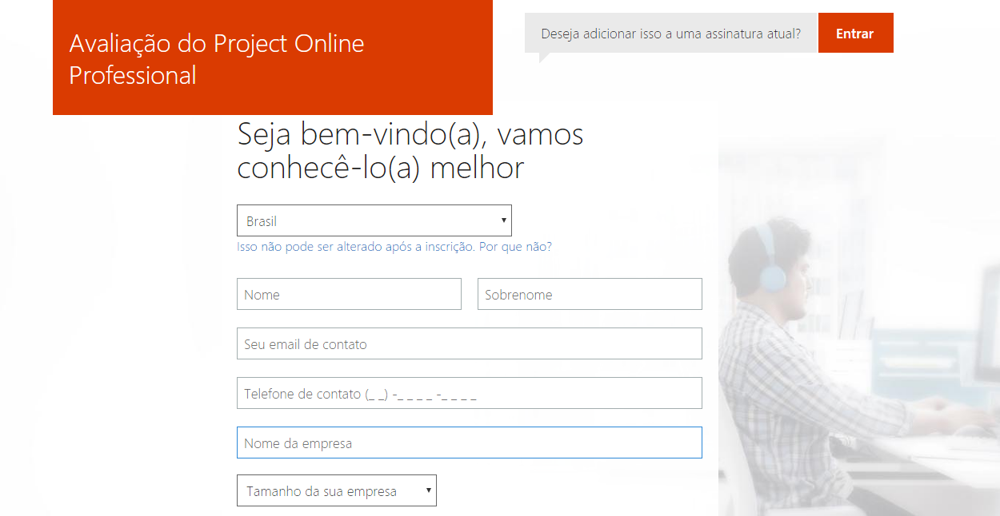 Avaliação do Project Online
Professional
Deseja adicionar isso a uma assinatura atual?
Entrar
Seja bem-vindo(a), vamos
conhecê-lo(a) melhor
Brasil
Isso não pode ser alterado após a inscrição. Por que não?
Nome
Sobrenome
Seu email de contato
Telefone de contato (_ _) -_ _ _ _ -_ _ _ _
Nome da empresa
Tamanho da sua empresa